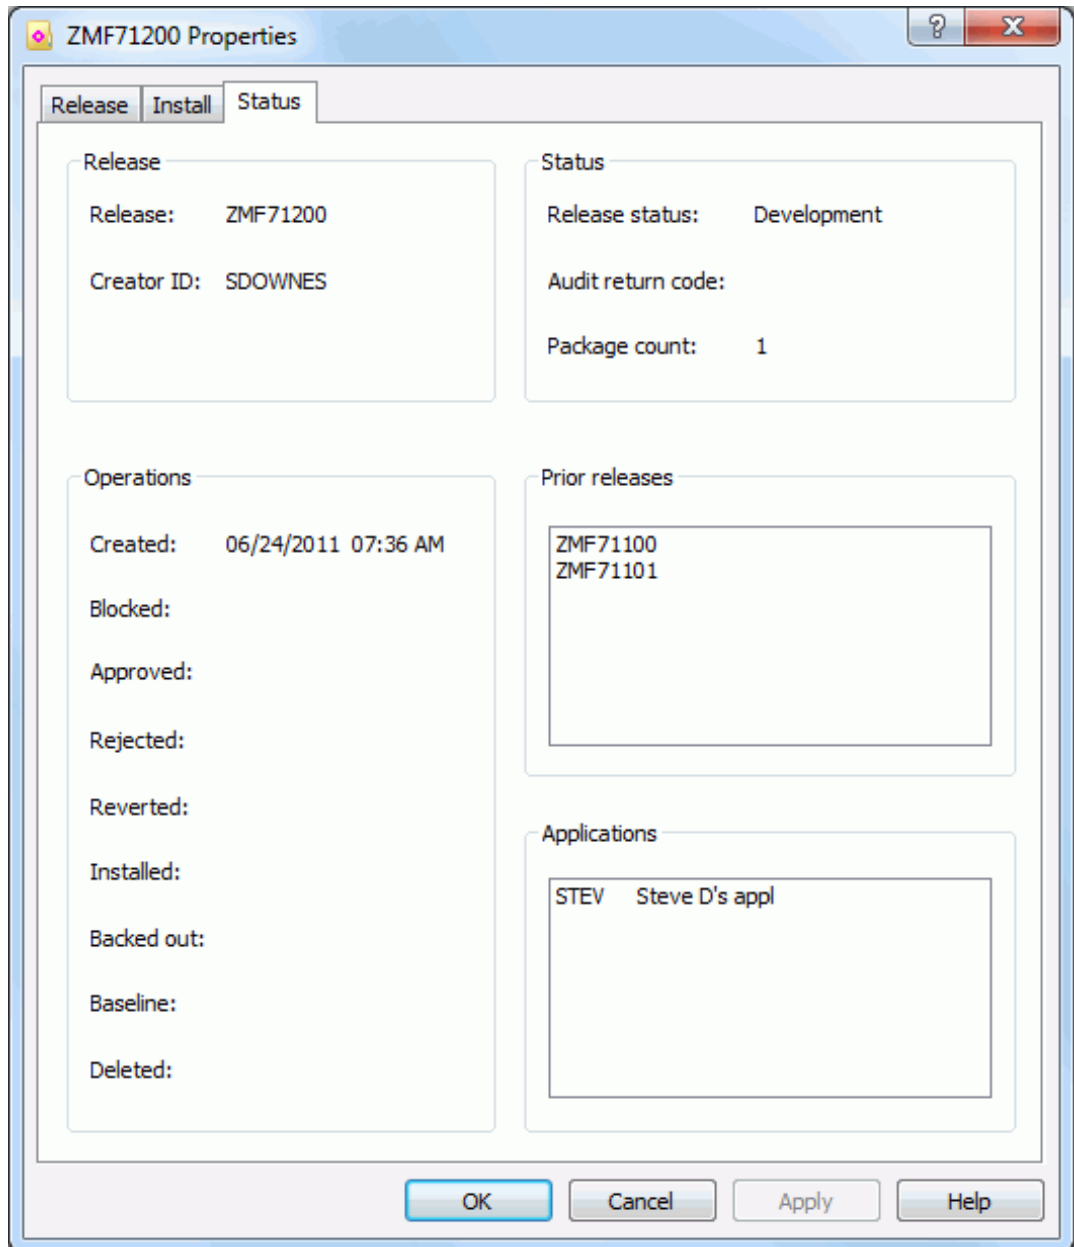 ZMF71200 Properties
Release Install Status
Release
Release: ZMF71200
Creator ID: SDOWNES
Status
Release status: Development
Audit return code:
Package count: 1
Operations
Created: 06/24/2011 07:36 AM
Blocked:
Approved:
Rejected:
Reverted:
Installed:
Backed out:
Baseline:
Deleted:
Prior releases
ZMF71100
ZMF71101
Applications
STEV Steve D's appl
OK Cancel Apply Help